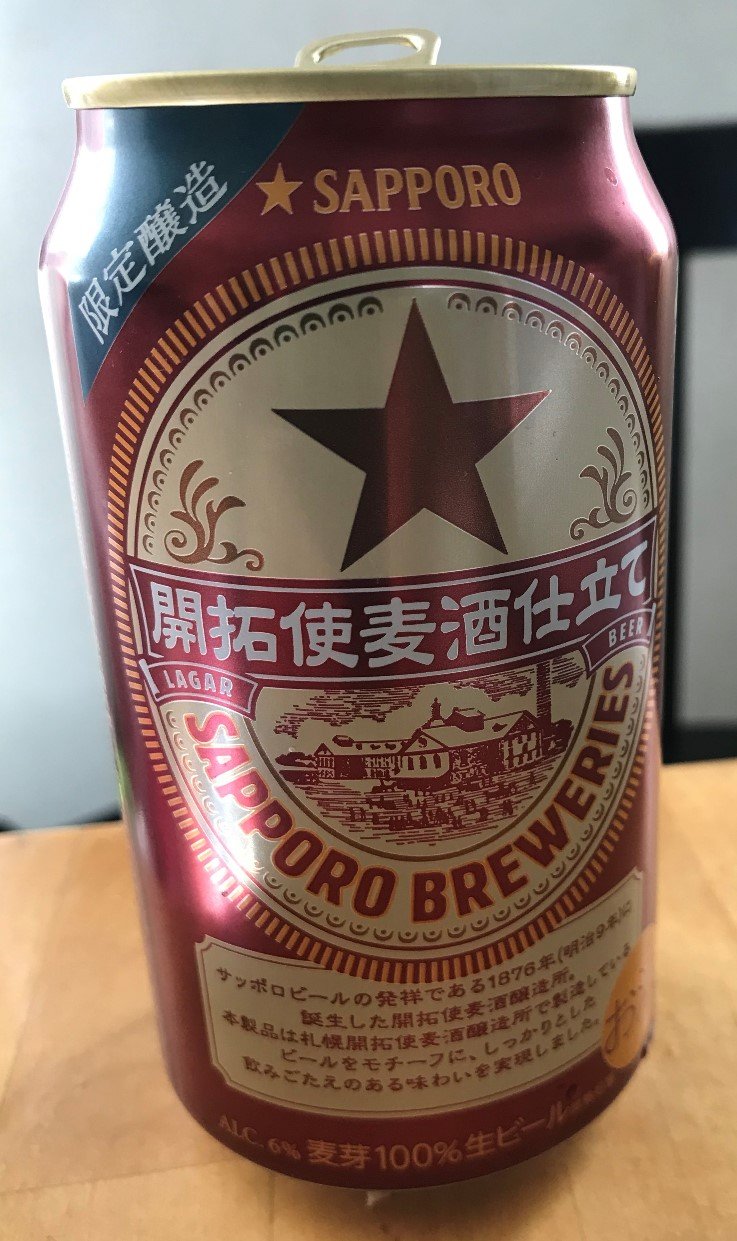 限定醸造
★SAPPORO
開拓使麦酒仕立て
LAGAR
BEER
SAPPORO BREWERIES
サッポロビールの発祥である1876年(明治9年)に
誕生した開拓使麦酒醸造所。
本製品は札幌開拓使麦酒醸造所で製造している
ビールをモチーフに、しっかりとした
飲みごたえのある味わいを実現しました。
お
ALC. 6% 麦芽100%生ビール